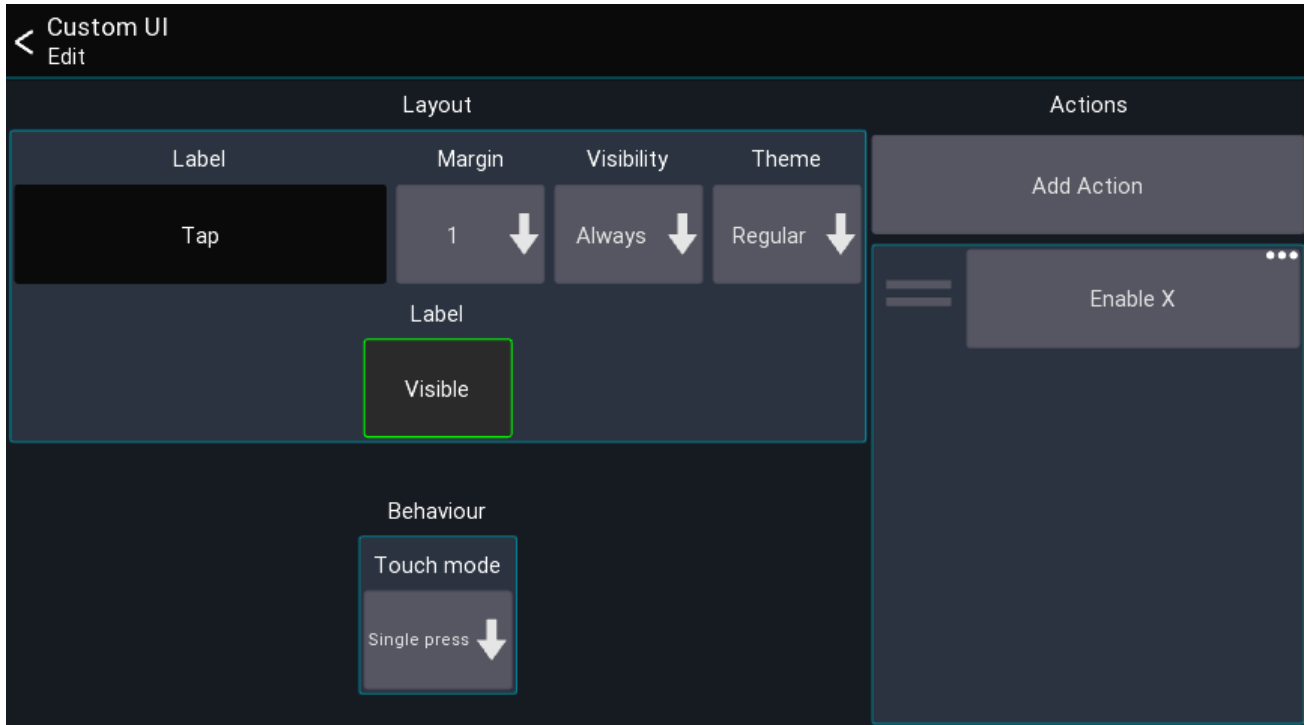 Custom UI
Edit
Layout
Actions
Label
Margin
Visibility
Theme
Add Action
Tap
1
Always
Regular
Enable X
Label
Visible
Behaviour
Touch mode
Single press